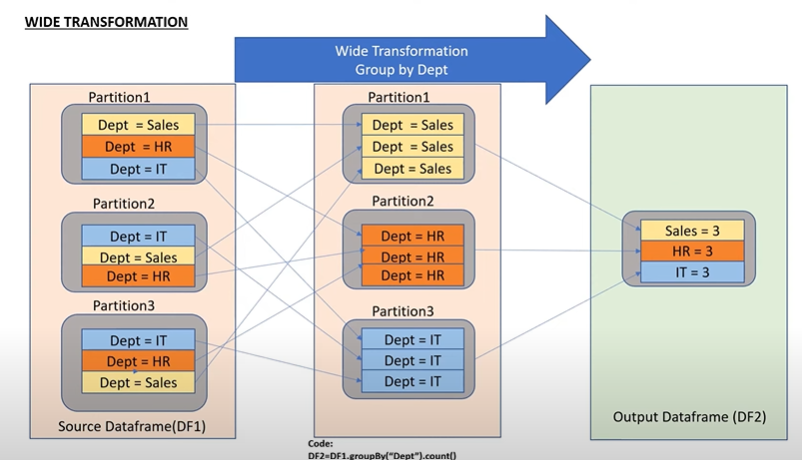 WIDE TRANSFORMATION
Wide Transformation
Group by Dept
Partition1
Dept = Sales
Dept = HR
Dept = IT
Partition2
Dept = IT
Dept = Sales
Dept = HR
Partition3
Dept = IT
Dept = HR
Dept = Sales
Source Dataframe(DF1)
Partition1
Dept = Sales
Dept = Sales
Dept = Sales
Partition2
Dept = HR
Dept = HR
Dept = HR
Partition3
Dept = IT
Dept = IT
Dept = IT
Sales = 3
HR = 3
IT = 3
Output Dataframe (DF2)
Code:
DF2=DF1.groupBy("Dept").count()